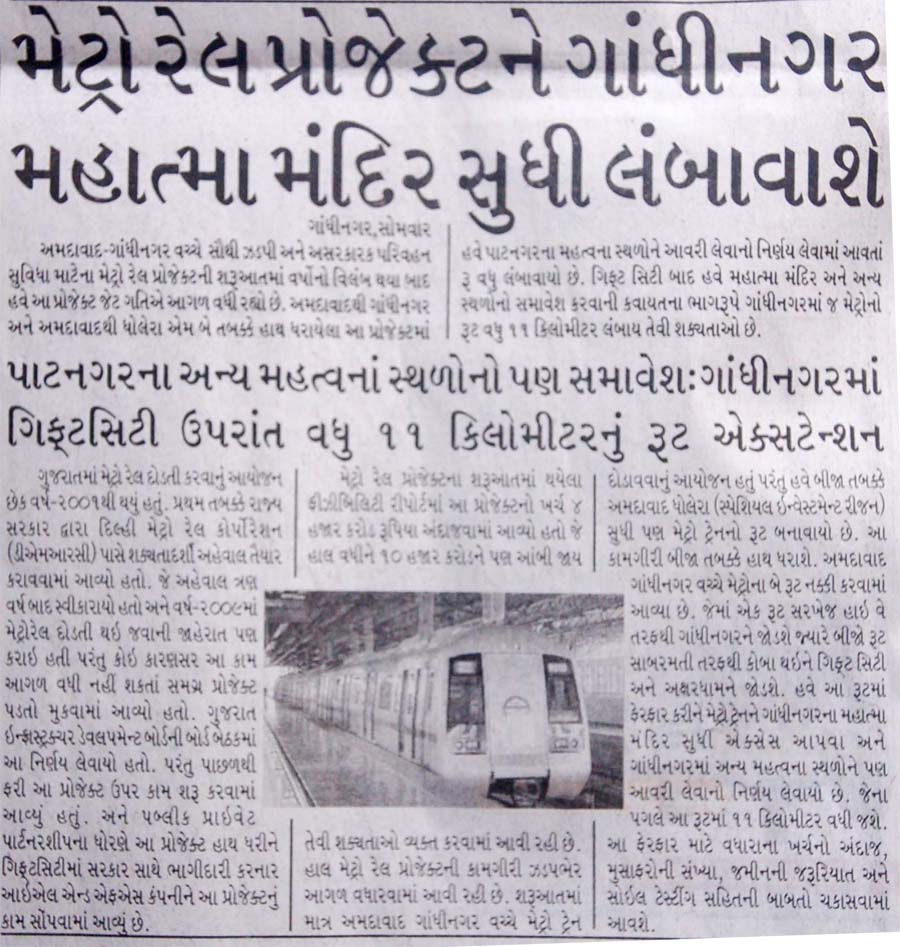 મેટ્રો રેલ પ્રોજેક્ટને ગાંધીનગર
મહાત્મા મંદિર સુધી લંબાવાશે
ગાંધીનગર,સોમવાર
અમદાવાદ-ગાંધીનગર વચ્ચે સૌથી ઝડપી અને અસરકારક પરિવહન
સુવિધા માટેના મેટ્રો રેલ પ્રોજેક્ટની શરૂઆતમાં વર્ષોનો વિલંબ થયા બાદ
હવે આ પ્રોજેક્ટ જેટ ગતિએ આગળ વધી રહ્યો છે. અમદાવાદથી ગાંધીનગર
અને અમદાવાદથી ધોલેરા એમ બે તબક્કે હાથ ધરાયેલા આ પ્રોજેક્ટમાં
હવે પાટનગરના મહત્વના સ્થળોને આવરી લેવાનો નિર્ણય લેવામાં આવતાં
રૂ વધુ લંબાવાયો છે. ગિફ્ટ સિટી બાદ હવે મહાત્મા મંદિર અને અન્ય
સ્થળોનો સમાવેશ કરવાની કવાયતના ભાગરૂપે ગાંધીનગરમાં જ મેટ્રોનો
રૂટ વધુ ૧૧ કિલોમીટર લંબાય તેવી શક્યતાઓ છે.
પાટનગરના અન્ય મહત્વનાં સ્થળોનો પણ સમાવેશ:ગાંધીનગરમાં
ગિફ્ટસિટી ઉપરાંત વધુ ૧૧ કિલોમીટરનું રૂટ એક્સટેન્શન
ગુજરાતમાં મેટ્રો રેલ દોડતી કરવાનું આયોજન
છેક વર્ષ-૨૦૦૧થી થયું હતું. પ્રથમ તબક્કે રાજ્ય
સરકાર દ્વારા દિલ્હી મેટ્રો રેલ કોર્પોરેશન
(ડીએમઆરસી) પાસે શક્યતાદર્શી અહેવાલ તૈયાર
કરાવવામાં આવ્યો હતો. જે અહેવાલ ત્રણ
વર્ષ બાદ સ્વીકારાયો હતો અને વર્ષ-૨૦૦૯માં
મેટ્રોરેલ દોડતી થઇ જવાની જાહેરાત પણ
કરાઇ હતી પરંતુ કોઇ કારણસર આ કામ
આગળ વધી નહીં શકતાં સમગ્ર પ્રોજેક્ટ
પડતો મુકવામાં આવ્યો હતો. ગુજરાત
ઇન્ફ્રાસ્ટ્રક્ચર ડેવલપમેન્ટ બોર્ડની બોર્ડ બેઠકમાં
આ નિર્ણય લેવાયો હતો. પરંતુ પાછળથી
ફરી આ પ્રોજેક્ટ ઉપર કામ શરૂ કરવામાં
આવ્યું હતું. અને પબ્લીક પ્રાઇવેટ
પાર્ટનરશીપના ધોરણે આ પ્રોજેક્ટ હાથ ધરીને
ગિફ્ટસિટીમાં સરકાર સાથે ભાગીદારી કરનાર
આઇએલ એન્ડ એફએસ કંપનીને આ પ્રોજેક્ટનું
કામ સોંપવામાં આવ્યું છે.
મેટ્રો રેલ પ્રોજેક્ટના શરૂઆતમાં થયેલા
ફીઝીબિલિટી રીપોર્ટમાં આ પ્રોજેક્ટનો ખર્ચ ૪
હજાર કરોડ રૂપિયા અંદાજવામાં આવ્યો હતો જે
હાલ વધીને ૧૦ હજાર કરોડને પણ આંબી જાય
તેવી શક્યતાઓ વ્યક્ત કરવામાં આવી રહી છે.
હાલ મેટ્રો રેલ પ્રોજેક્ટની કામગીરી ઝડપભેર
આગળ વધારવામાં આવી રહી છે. શરૂઆતમાં
માત્ર અમદાવાદ ગાંધીનગર વચ્ચે મેટ્રો ટ્રેન
દોડાવવાનું આયોજન હતું પરંતુ હવે બીજા તબક્કે
અમદાવાદ ધોલેરા (સ્પેશિયલ ઇન્વેસ્ટમેન્ટ રીજન)
સુધી પણ મેટ્રો ટ્રેનનો રૂટ બનાવાયો છે. આ
કામગીરી બીજા તબક્કે હાથ ધરાશે. અમદાવાદ
ગાંધીનગર વચ્ચે મેટ્રોના બે રૂટ નક્કી કરવામાં
આવ્યા છે. જેમાં એક રૂટ સરખેજ હાઇ વે
તરફથી ગાંધીનગરને જોડશે જ્યારે બીજો રૂટ
સાબરમતી તરફથી કોબા થઇને ગિફ્ટ સિટી
અને અક્ષરધામને જોડશે. હવે આ રૂટમાં
ફેરફાર કરીને મેટ્રો ટ્રેનને ગાંધીનગરના મહાત્મા
મંદિર સુધી એક્સેસ આપવા અને
ગાંધીનગરમાં અન્ય મહત્વના સ્થળોને પણ
આવરી લેવાનો નિર્ણય લેવાયો છે. જેના
પગલે આ રૂટમાં ૧૧ કિલોમીટર વધી જશે.
આ ફેરફાર માટે વધારાના ખર્ચનો અંદાજ,
મુસાફરોની સંખ્યા, જમીનની જરૂરિયાત અને
સોઇલ ટેસ્ટીંગ સહિતની બાબતો ચકાસવામાં
આવશે.